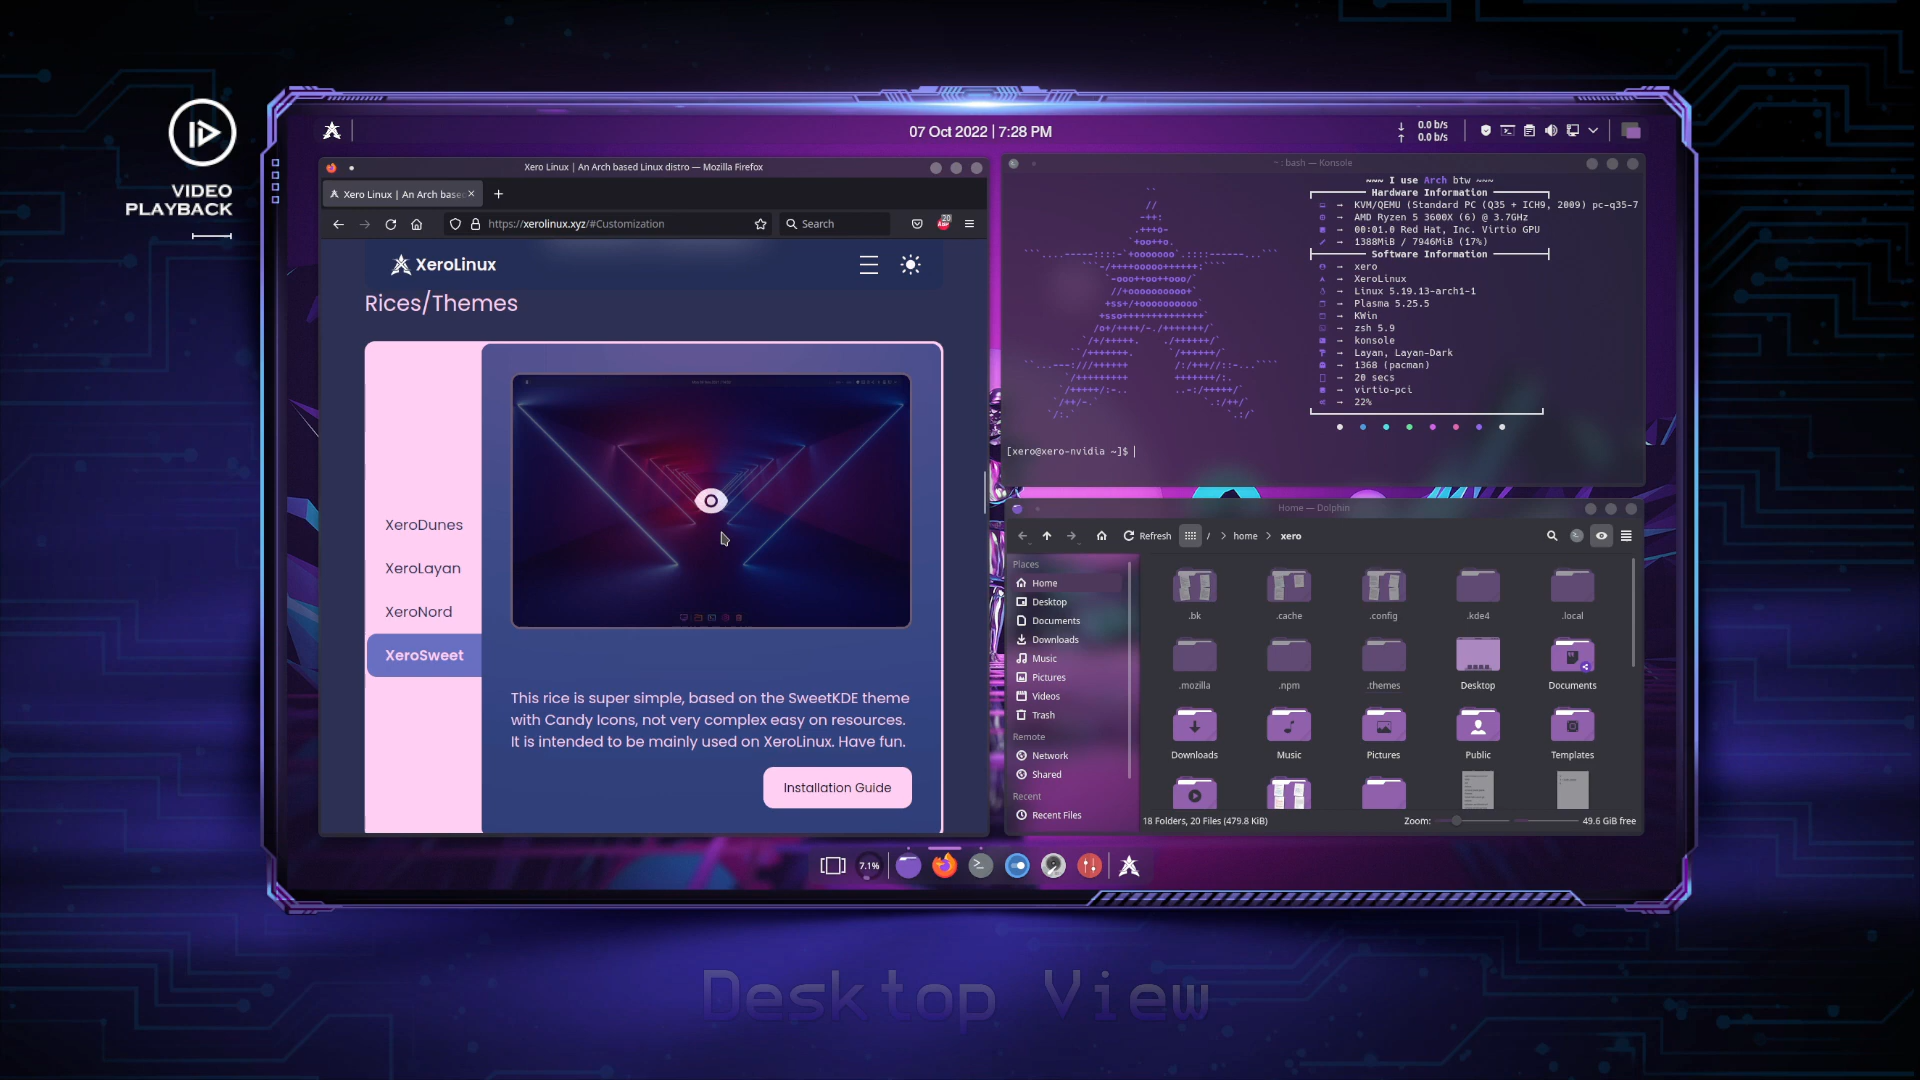 VIDEO
PLAYBACK
07 Oct 2022 | 7:28 PM
0.0 b/s
0.0 b/s
Xero Linux | An Arch based Linux distro — Mozilla Firefox
Xero Linux | An Arch base
https://xerolinux.xyz/#Customization
Search
20
XeroLinux
Rices/Themes
XeroDunes
XeroLayan
XeroNord
XeroSweet
This rice is super simple, based on the SweetKDE theme
with Candy Icons, not very complex easy on resources.
It is intended to be mainly used on XeroLinux. Have fun.
Installation Guide
~ : bash — Konsole
~~~ I use Arch btw ~~~
Hardware Information
KVM/QEMU (Standard PC (Q35 + ICH9, 2009) pc-q35-7
AMD Ryzen 5 3600X (6) @ 3.7GHz
00:01.0 Red Hat, Inc. Virtio GPU
1388MiB / 7946MiB (17%)
Software Information
xero
XeroLinux
Linux 5.19.13-arch1-1
Plasma 5.25.5
KWin
zsh 5.9
konsole
Layan, Layan-Dark
1368 (pacman)
20 secs
virtio-pci
22%
[xero@xero-nvidia ~]$
Home — Dolphin
Refresh
/ > home > xero
Places
Home
Desktop
Documents
Downloads
Music
Pictures
Videos
Trash
Remote
Network
Shared
Recent
Recent Files
.bk .cache .config .kde4 .local
.mozilla .npm .themes Desktop Documents
Downloads Music Pictures Public Templates
18 Folders, 20 Files (479.8 KiB)
Zoom:
49.6 GiB free
7.1%
Desktop View